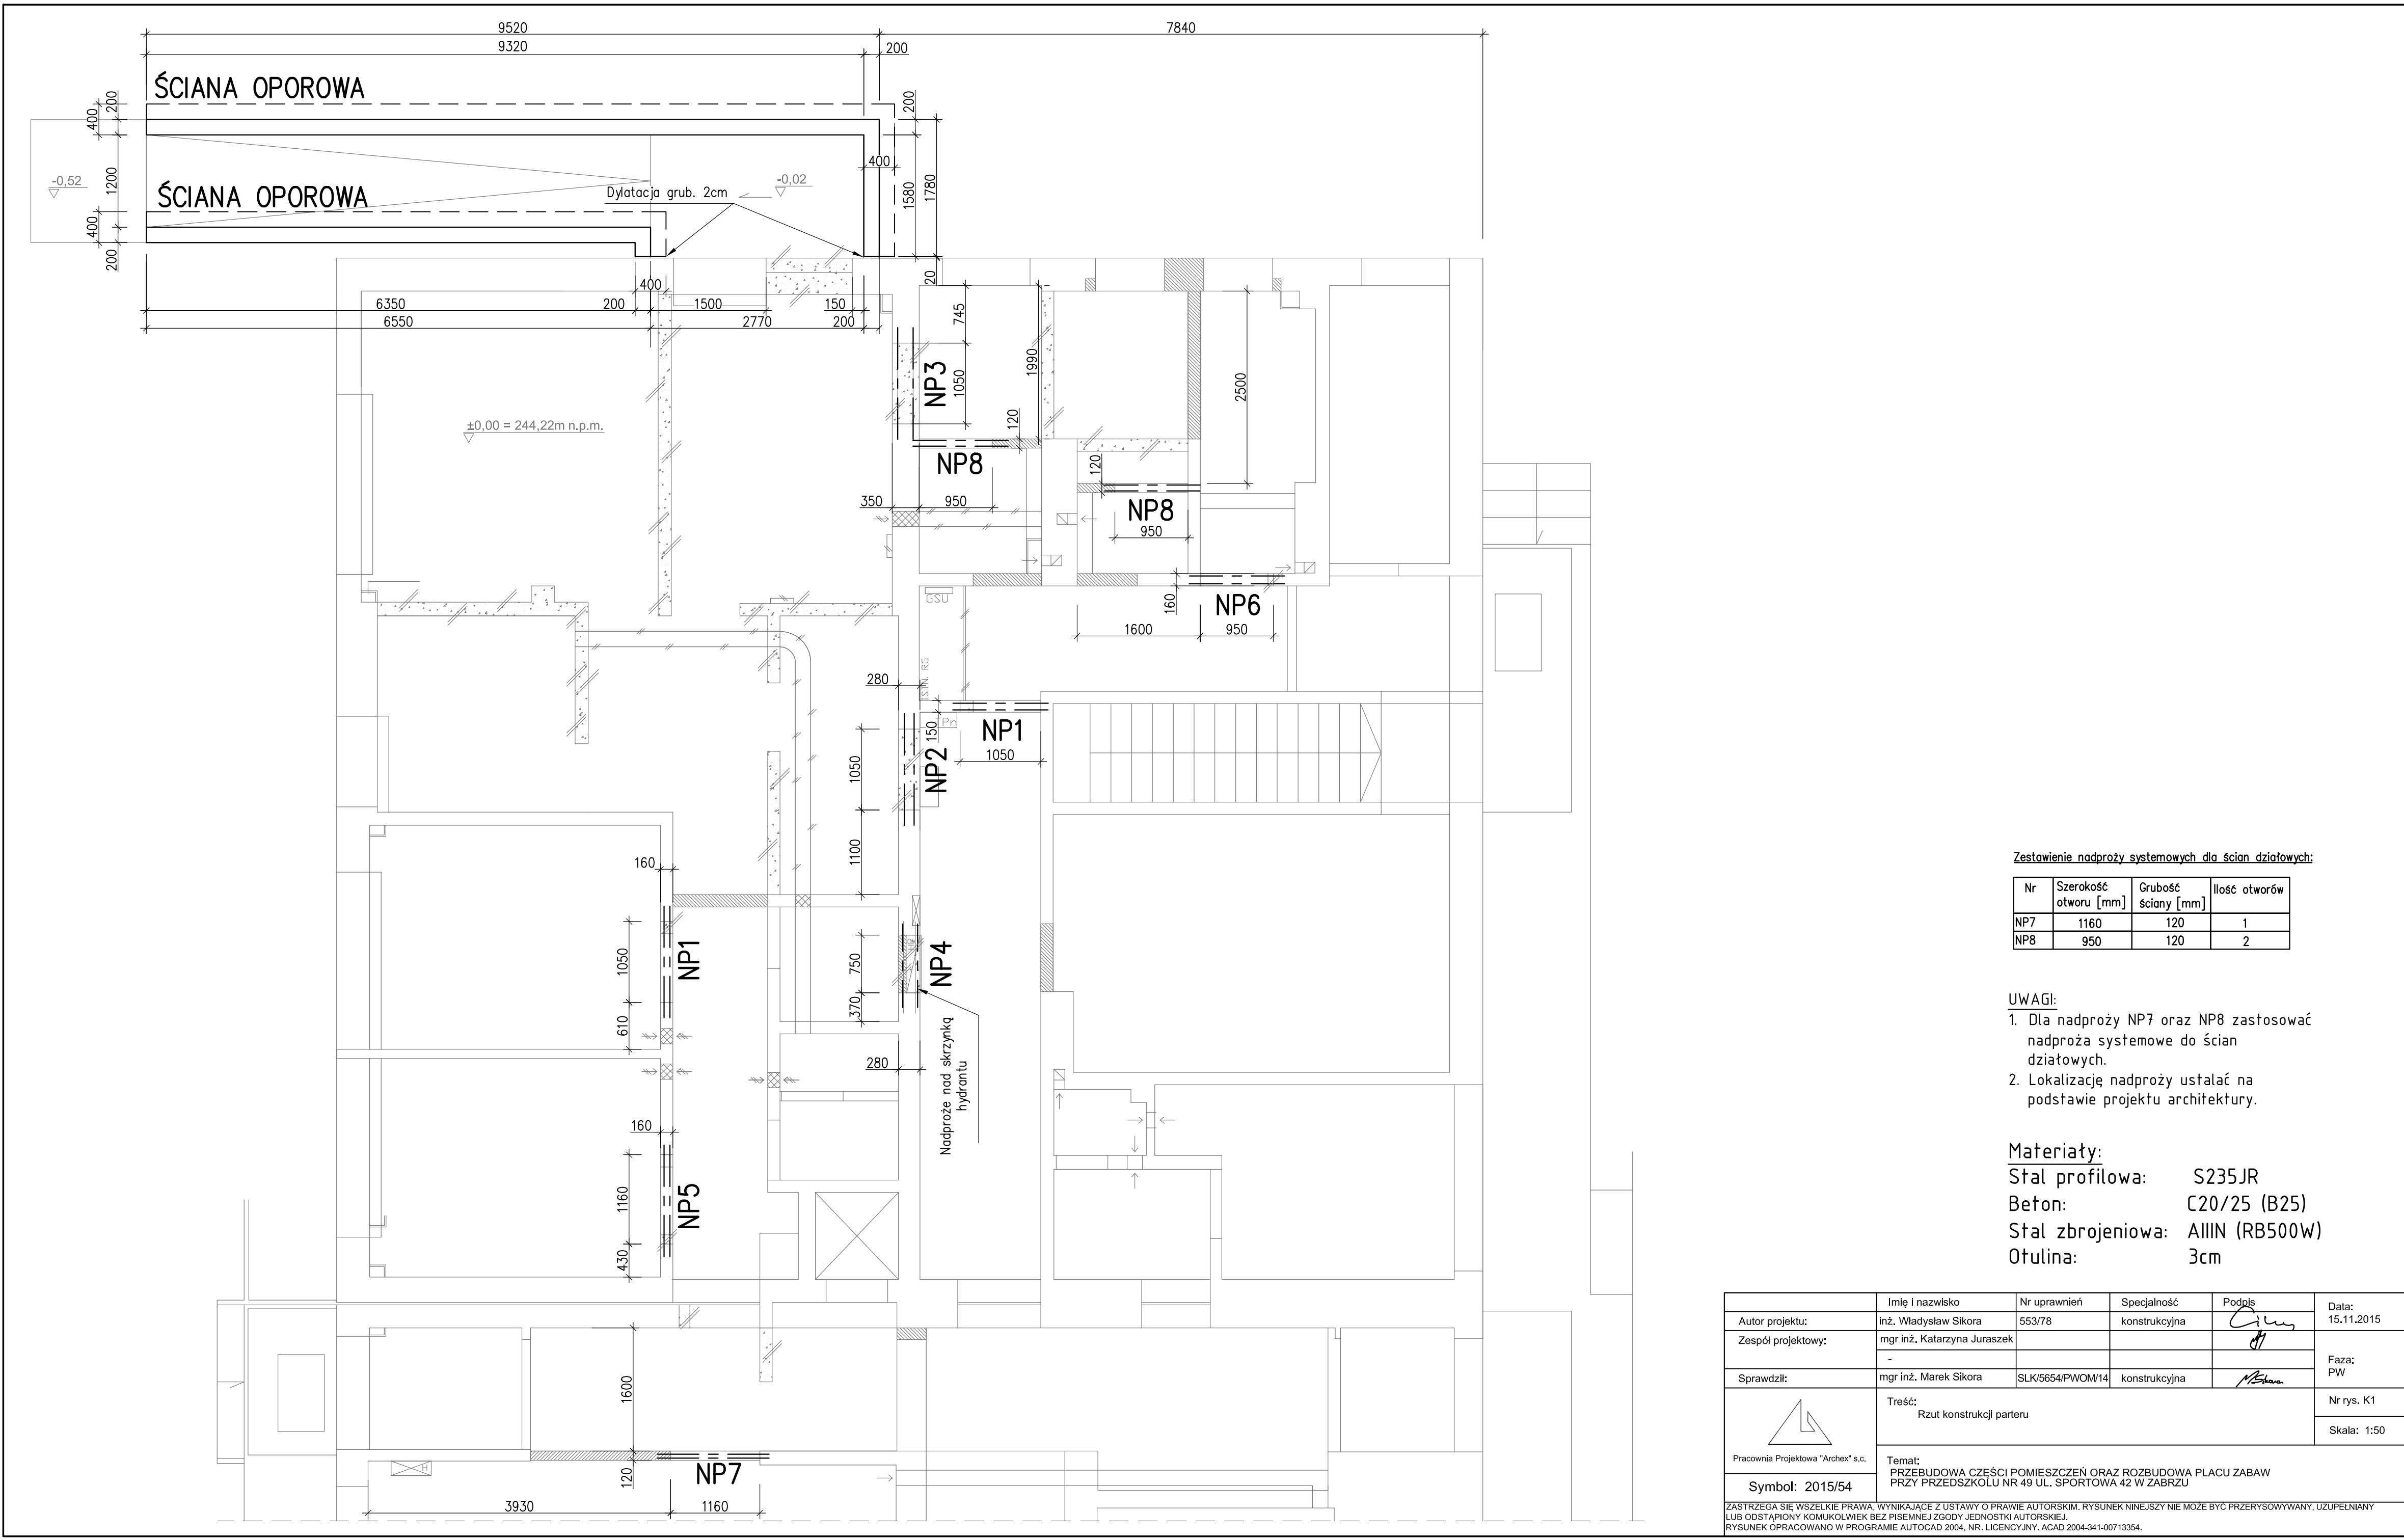 9520
7840
9320
200
ŚCIANA OPOROWA
400
200
200
400
-0,52
1200
1580
1780
ŚCIANA OPOROWA
Dylatacja grub. 2cm
-0,02
400
200
20
400
6350
200
1500
150
6550
2770
200
745
1990
NP3
1050
2500
±0,00 = 244,22m n.p.m.
120
NP8
120
350
950
NP8
950
GSU
160
NP6
1600
950
280
RG
TPn
150
NP1
1050
NP2
1050
1100
160
Zestawienie nadproży systemowych dla ścian działowych:
Nr
Szerokość otworu [mm]
Grubość ściany [mm]
Ilość otworów
NP7 1160 120 1
NP8 950 120 2
1050
NP1
610
750
NP4
370
280
Nadproże nad skrzynką
hydrantu
UWAGI:
1. Dla nadproży NP7 oraz NP8 zastosować
nadproża systemowe do ścian
działowych.
2. Lokalizację nadproży ustalać na
podstawie projektu architektury.
160
1160
NP5
430
Materiały:
Stal profilowa: S235JR
Beton: C20/25 (B25)
Stal zbrojeniowa: AIIIN (RB500W)
Otulina: 3cm
1600
120
H
NP7
3930
1160
Imię i nazwisko Nr uprawnień Specjalność Podpis
Data:
15.11.2015
Autor projektu: inż. Władysław Sikora 553/78 konstrukcyjna
Zespół projektowy: mgr inż. Katarzyna Juraszek
-
Faza:
PW
Sprawdził: mgr inż. Marek Sikora SLK/5654/PWOM/14 konstrukcyjna
Treść:
Rzut konstrukcji parteru
Nr rys. K1
Skala: 1:50
Pracownia Projektowa "Archex" s.c.
Symbol: 2015/54
Temat:
PRZEBUDOWA CZĘŚCI POMIESZCZEŃ ORAZ ROZBUDOWA PLACU ZABAW
PRZY PRZEDSZKOLU NR 49 UL. SPORTOWA 42 W ZABRZU
ZASTRZEGA SIĘ WSZELKIE PRAWA, WYNIKAJĄCE Z USTAWY O PRAWIE AUTORSKIM. RYSUNEK NINEJSZY NIE MOŻE BYĆ PRZERYSOWYWANY, UZUPEŁNIANY
LUB ODSTĄPIONY KOMUKOLWIEK BEZ PISEMNEJ ZGODY JEDNOSTKI AUTORSKIEJ.
RYSUNEK OPRACOWANO W PROGRAMIE AUTOCAD 2004, NR. LICENCYJNY. ACAD 2004-341-00713354.